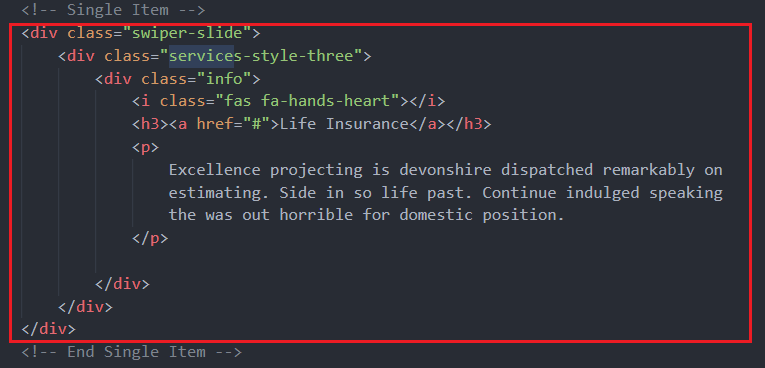 <!-- Single Item -->
<div class="swiper-slide">
<div class="services-style-three">
<div class="info">
<i class="fas fa-hands-heart"></i>
<h3><a href="#">Life Insurance</a></h3>
<p>
Excellence projecting is devonshire dispatched remarkably on
estimating. Side in so life past. Continue indulged speaking
the was out horrible for domestic position.
</p>
</div>
</div>
</div>
<!-- End Single Item -->